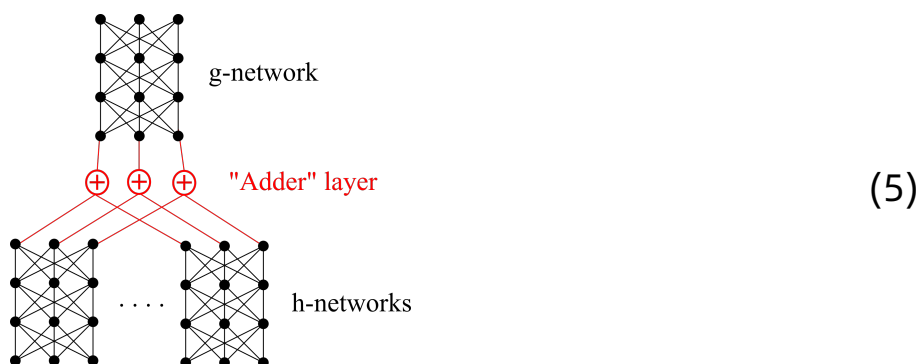 g-network
"Adder" layer
(5)
. . . .
h-networks